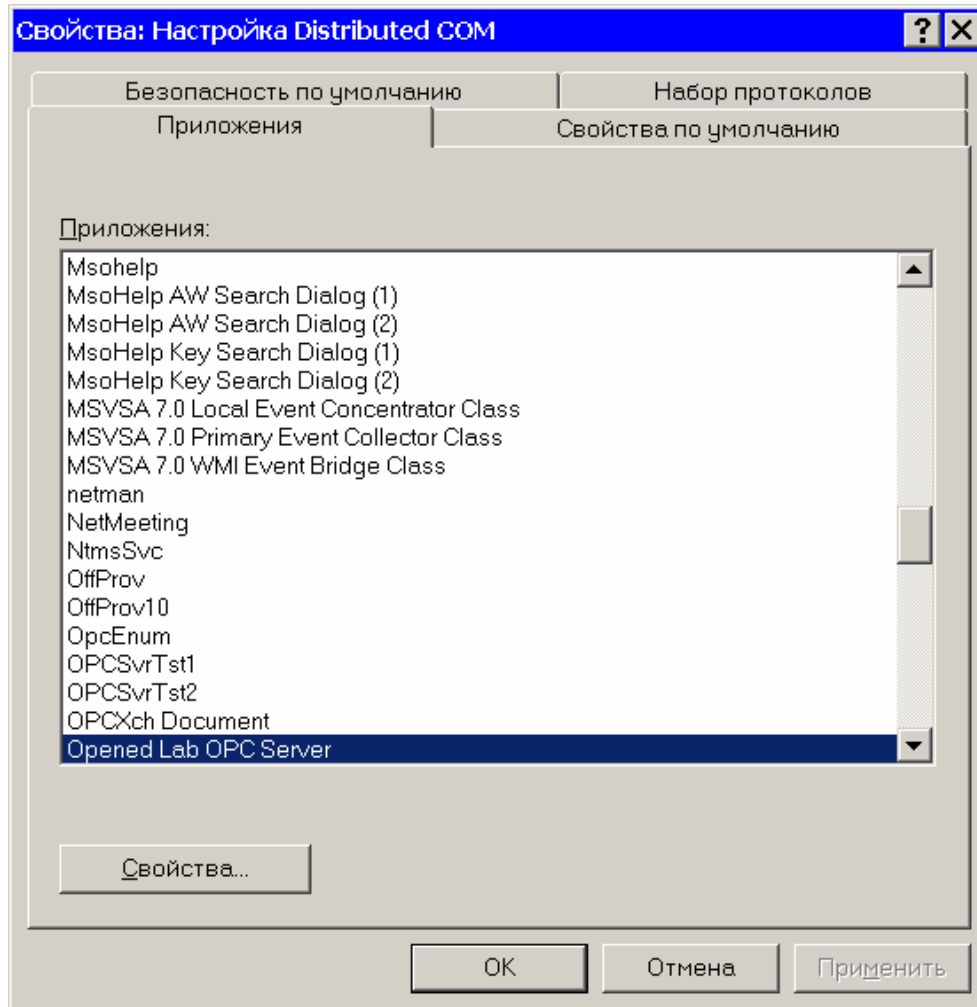 Свойства: Настройка Distributed COM
Безопасность по умолчанию
Набор протоколов
Приложения
Свойства по умолчанию
Приложения:
Msohelp
MsoHelp AW Search Dialog (1)
MsoHelp AW Search Dialog (2)
MsoHelp Key Search Dialog (1)
MsoHelp Key Search Dialog (2)
MSVSA 7.0 Local Event Concentrator Class
MSVSA 7.0 Primary Event Collector Class
MSVSA 7.0 WMI Event Bridge Class
netman
NetMeeting
NtmsSvc
OffProv
OffProv10
OpcEnum
OPCSvrTst1
OPCSvrTst2
OPCXch Document
Opened Lab OPC Server
Свойства...
OK
Отмена
Применить